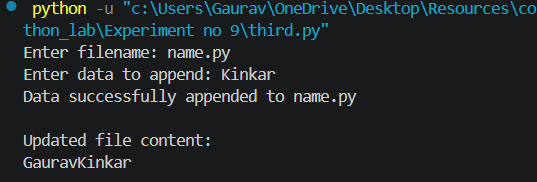 python -u "c:\Users\Gaurav\OneDrive\Desktop\Resources\co
thon_lab\Experiment no 9\third.py"
Enter filename: name.py
Enter data to append: Kinkar
Data successfully appended to name.py
Updated file content:
GauravKinkar